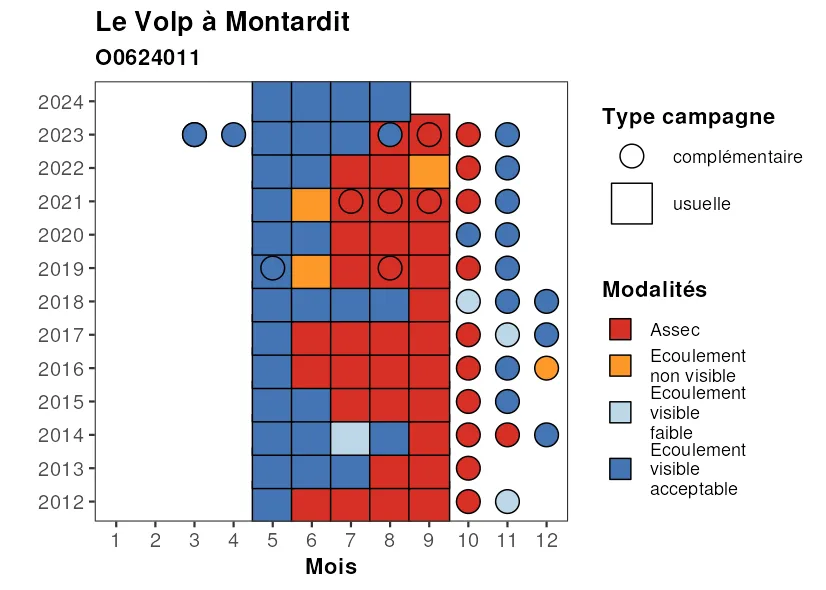 Le Volp à Montardit
O0624011
2024
2023
2022
2021
2020
2019
2018
2017
2016
2015
2014
2013
2012
1 2 3 4 5 6 7 8 9 10 11 12
Mois
Type campagne
complémentaire
usuelle
Modalités
Assec
Ecoulement
non visible
Ecoulement
visible
faible
Ecoulement
visible
acceptable